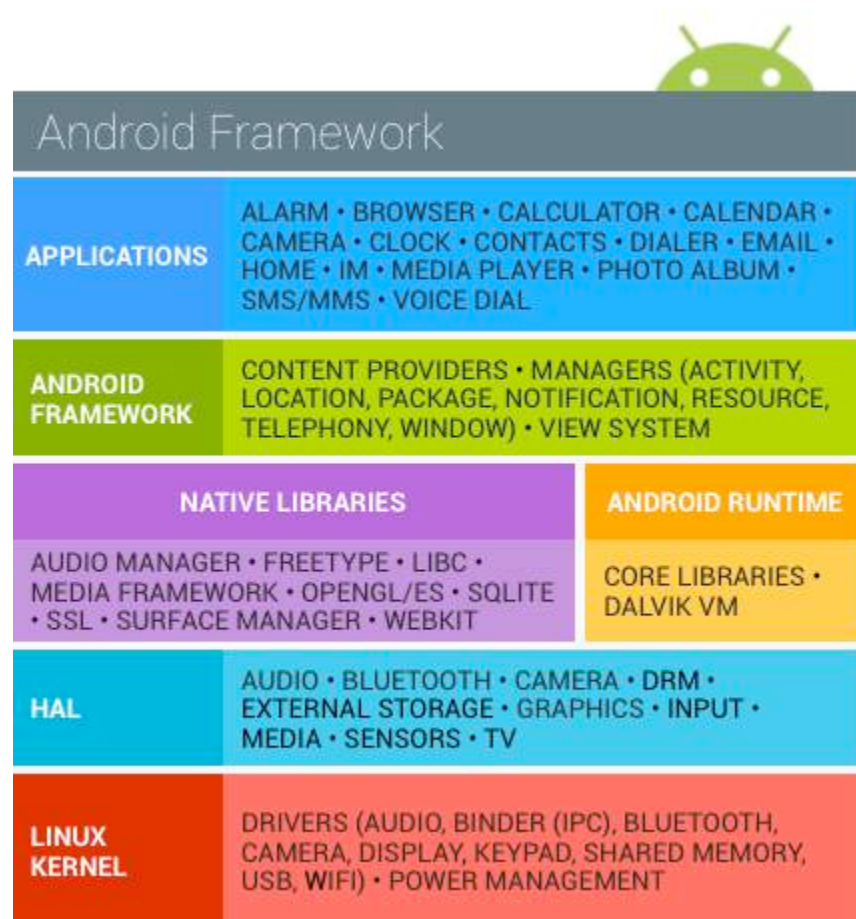 Android Framework
APPLICATIONS
ALARM • BROWSER • CALCULATOR • CALENDAR •
CAMERA • CLOCK • CONTACTS • DIALER • EMAIL •
HOME • IM • MEDIA PLAYER • PHOTO ALBUM •
SMS/MMS • VOICE DIAL
ANDROID
FRAMEWORK
CONTENT PROVIDERS • MANAGERS (ACTIVITY,
LOCATION, PACKAGE, NOTIFICATION, RESOURCE,
TELEPHONY, WINDOW) • VIEW SYSTEM
NATIVE LIBRARIES
AUDIO MANAGER • FREETYPE • LIBC •
MEDIA FRAMEWORK • OPENGL/ES • SQLITE
• SSL • SURFACE MANAGER • WEBKIT
ANDROID RUNTIME
CORE LIBRARIES •
DALVIK VM
HAL
AUDIO • BLUETOOTH • CAMERA • DRM •
EXTERNAL STORAGE • GRAPHICS • INPUT •
MEDIA • SENSORS • TV
LINUX
KERNEL
DRIVERS (AUDIO, BINDER (IPC), BLUETOOTH,
CAMERA, DISPLAY, KEYPAD, SHARED MEMORY,
USB, WIFI) • POWER MANAGEMENT